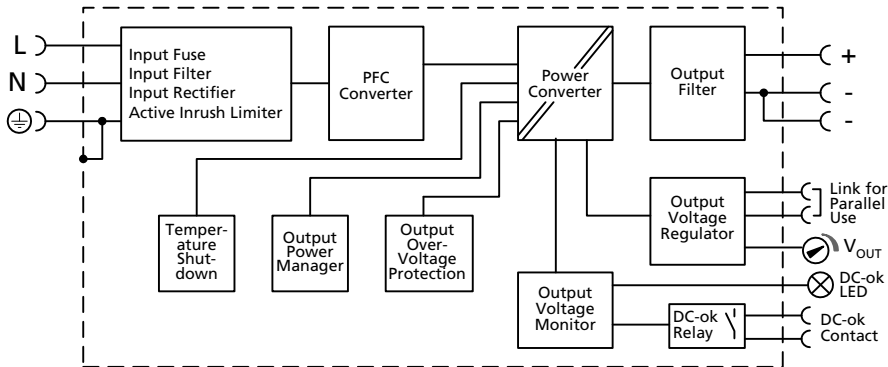 L
N
Input Fuse
Input Filter
Input Rectifier
Active Inrush Limiter
PFC
Converter
Power
Converter
Output
Filter
+
-
-
Temper-
ature
Shut-
down
Output
Power
Manager
Output
Over-
Voltage
Protection
Output
Voltage
Regulator
Link for
Parallel
Use
VOUT
Output
Voltage
Monitor
DC-ok
LED
DC-ok
Relay
DC-ok
Contact